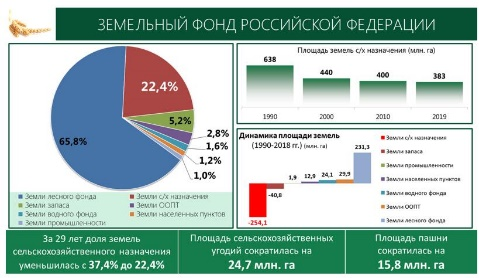 ЗЕМЕЛЬНЫЙ ФОНД РОССИЙСКОЙ ФЕДЕРАЦИИ
22,4%
5,2%
2,8%
1,6%
1,2%
1,0%
65,8%
Земли лесного фонда
Земли с/х назначения
Земли запаса
Земли ООПТ
Земли водного фонда
Земли населенных пунктов
Земли промышленности
Площадь земель с/х назначения (млн. га)
638
440
400
383
1990
2000
2010
2019
Динамика площади земель
(1990-2018 гг.) (млн. га)
231,3
1,9
12,9
24,1
29,9
-40,8
-254,1
Земли с/х назначения
Земли запаса
Земли промышленности
Земли населенных пунктов
Земли водного фонда
Земли ООПТ
Земли лесного фонда
За 29 лет доля земель
сельскохозяйственного назначения
уменьшилась с 37,4% до 22,4%
Площадь сельскохозяйственных
угодий сократилась на
24,7 млн. га
Площадь пашни
сократилась на
15,8 млн. га